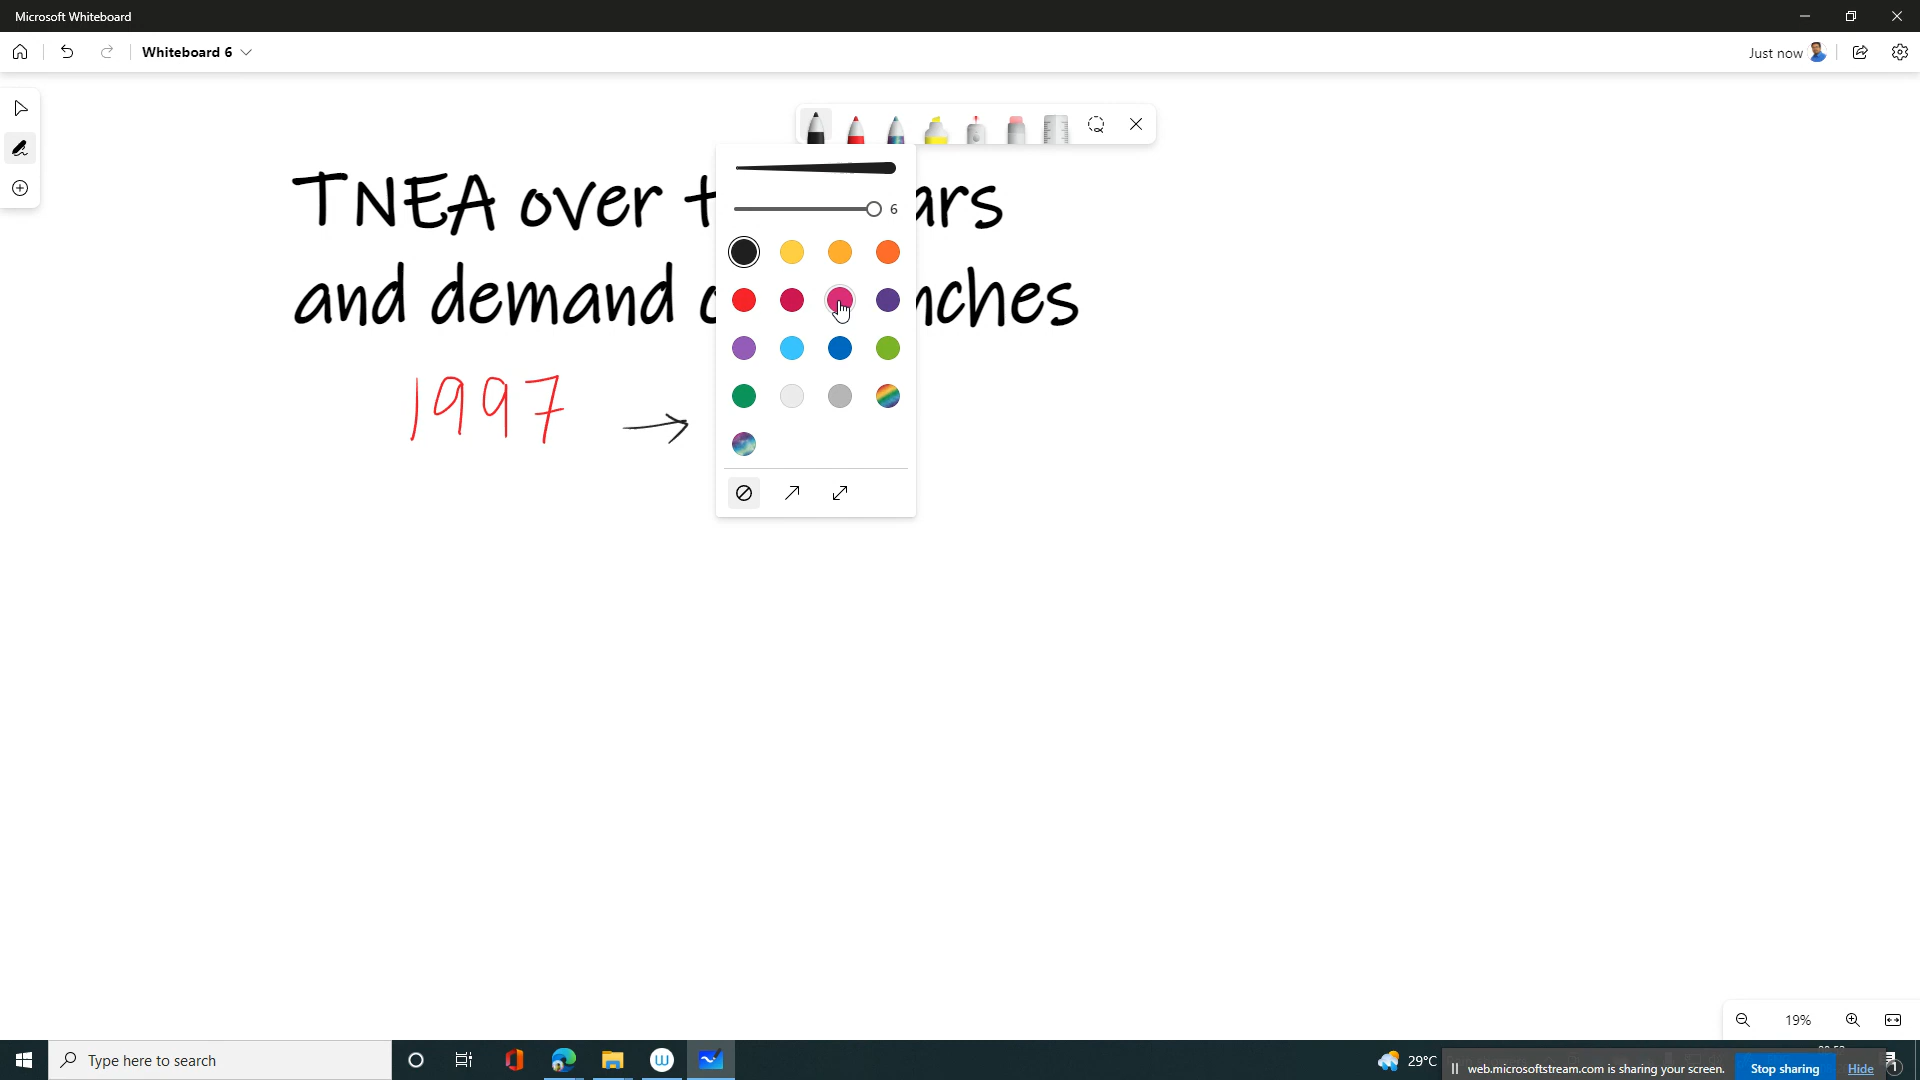 Microsoft Whiteboard
Whiteboard 6
Just now
TNEA over t ars
and demand nches
6
1997 →
19%
Type here to search
29°C
web.microsoftstream.com is sharing your screen.
Stop sharing
Hide
1